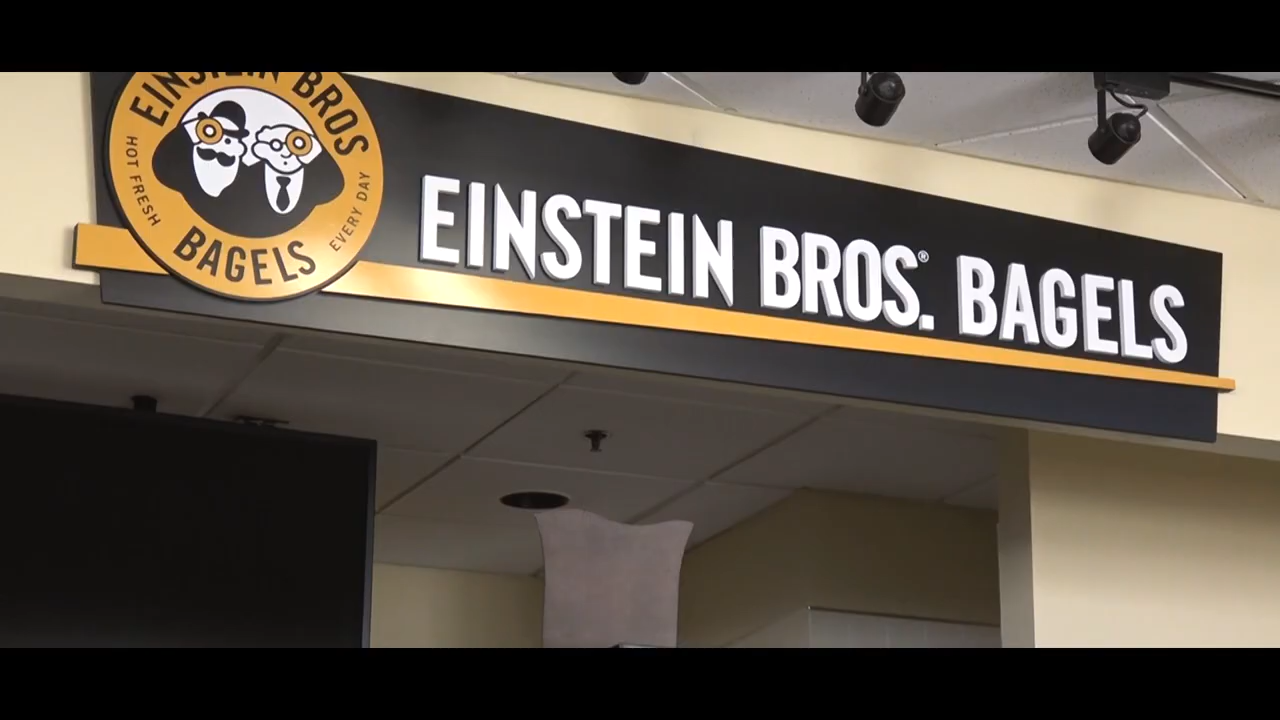 EINSTEIN BROS
HOT FRESH
EVERY DAY
BAGELS
EINSTEIN BROS.® BAGELS